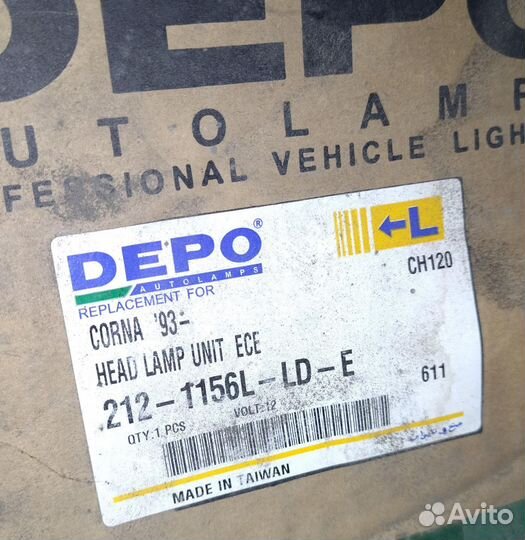 DEPO
AUTOLAMP
PROFESSIONAL VEHICLE LIGH
DEPO®
AUTOLAMPS
REPLACEMENT FOR
←L
CH120
CORNA '93-
HEAD LAMP UNIT ECE
212-1156L-LD-E
611
QTY.1 PCS
VOLT:12
MADE IN TAIWAN
Avito